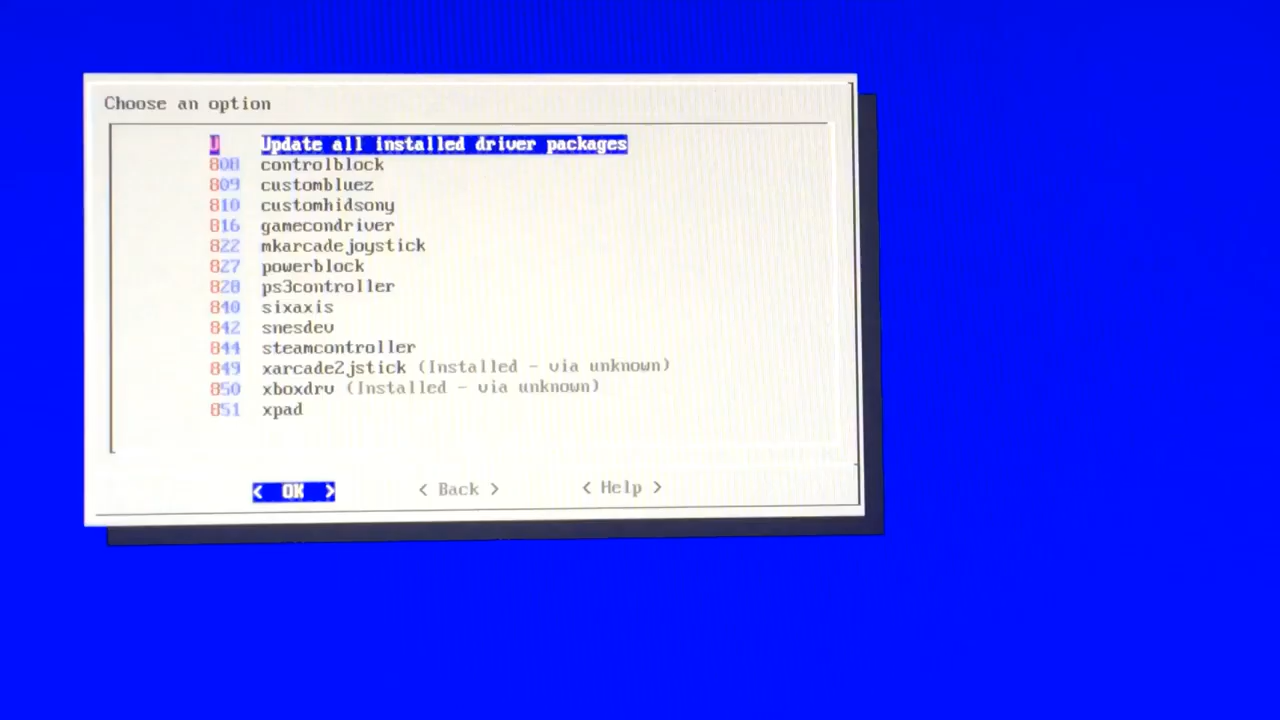 Choose an option
U Update all installed driver packages
808 controlblock
809 custombluez
810 customhidsony
816 gamecondriver
822 mkarcadejoystick
827 powerblock
828 ps3controller
840 sixaxis
842 snesdev
844 steamcontroller
849 xarcade2jstick (Installed - via unknown)
850 xboxdrv (Installed - via unknown)
851 xpad
< OK > < Back > < Help >